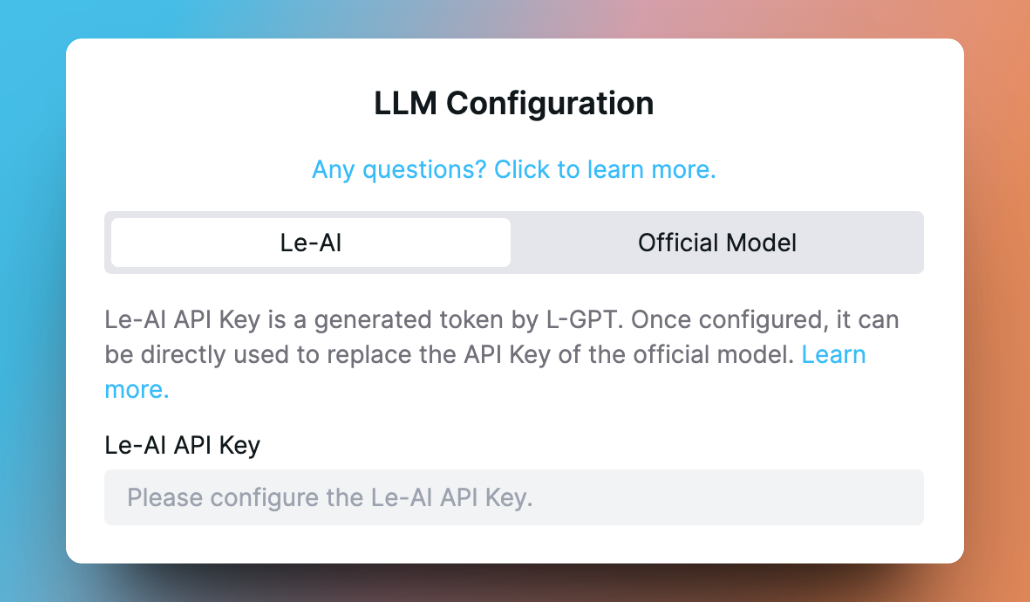 LLM Configuration
Any questions? Click to learn more.
Le-AI
Official Model
Le-AI API Key is a generated token by L-GPT. Once configured, it can
be directly used to replace the API Key of the official model. Learn
more.
Le-AI API Key
Please configure the Le-AI API Key.